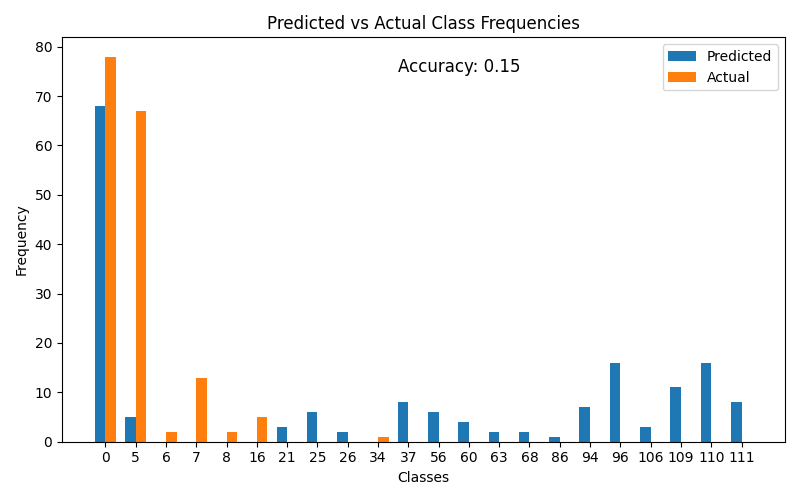 Predicted vs Actual Class Frequencies
Accuracy: 0.15
Predicted
Actual
80
70
60
50
40
30
20
10
0
Frequency
0 5 6 7 8 16 21 25 26 34 37 56 60 63 68 86 94 96 106 109 110 111
Classes